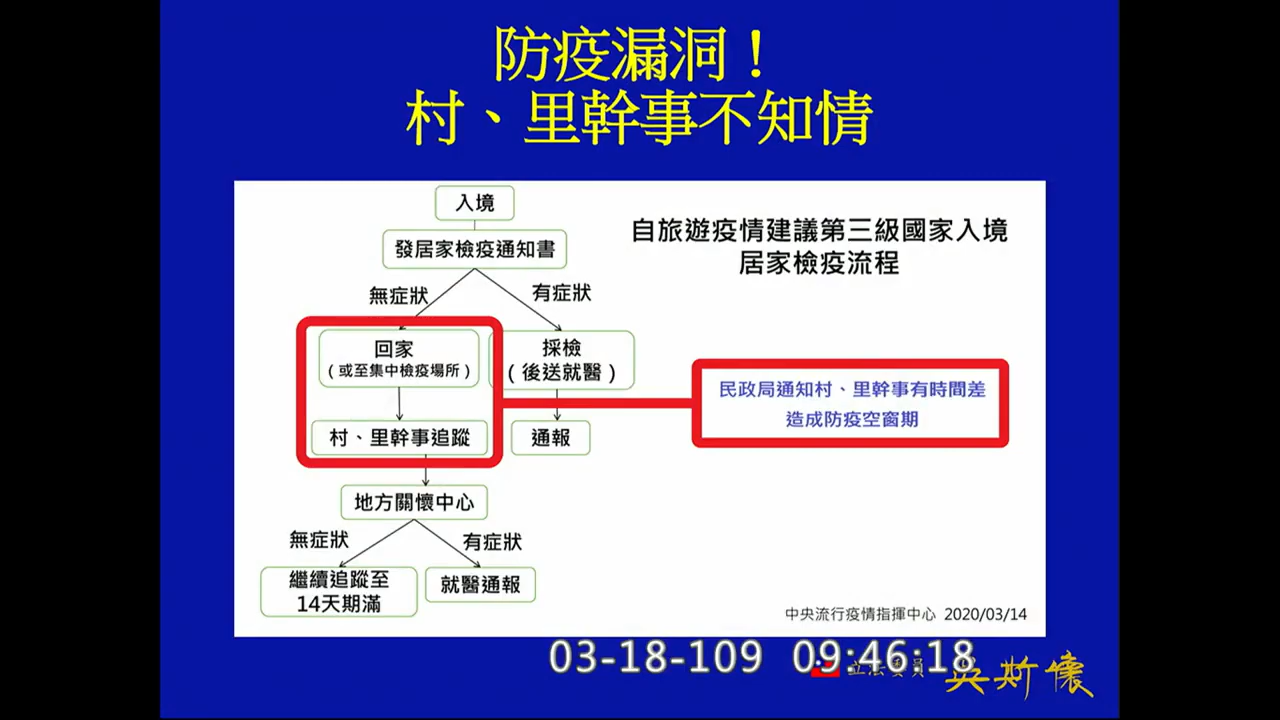 防疫漏洞！
村、里幹事不知情
自旅遊疫情建議第三級國家入境
居家檢疫流程
入境
發居家檢疫通知書
無症狀
有症狀
回家
（或至集中檢疫場所）
採檢
（後送就醫）
村、里幹事追蹤
通報
民政局通知村、里幹事有時間差
造成防疫空窗期
地方關懷中心
無症狀
有症狀
繼續追蹤至
14天期滿
就醫通報
中央流行疫情指揮中心 2020/03/14
03-18-109 09:46:18
立法委員 吳斯懷